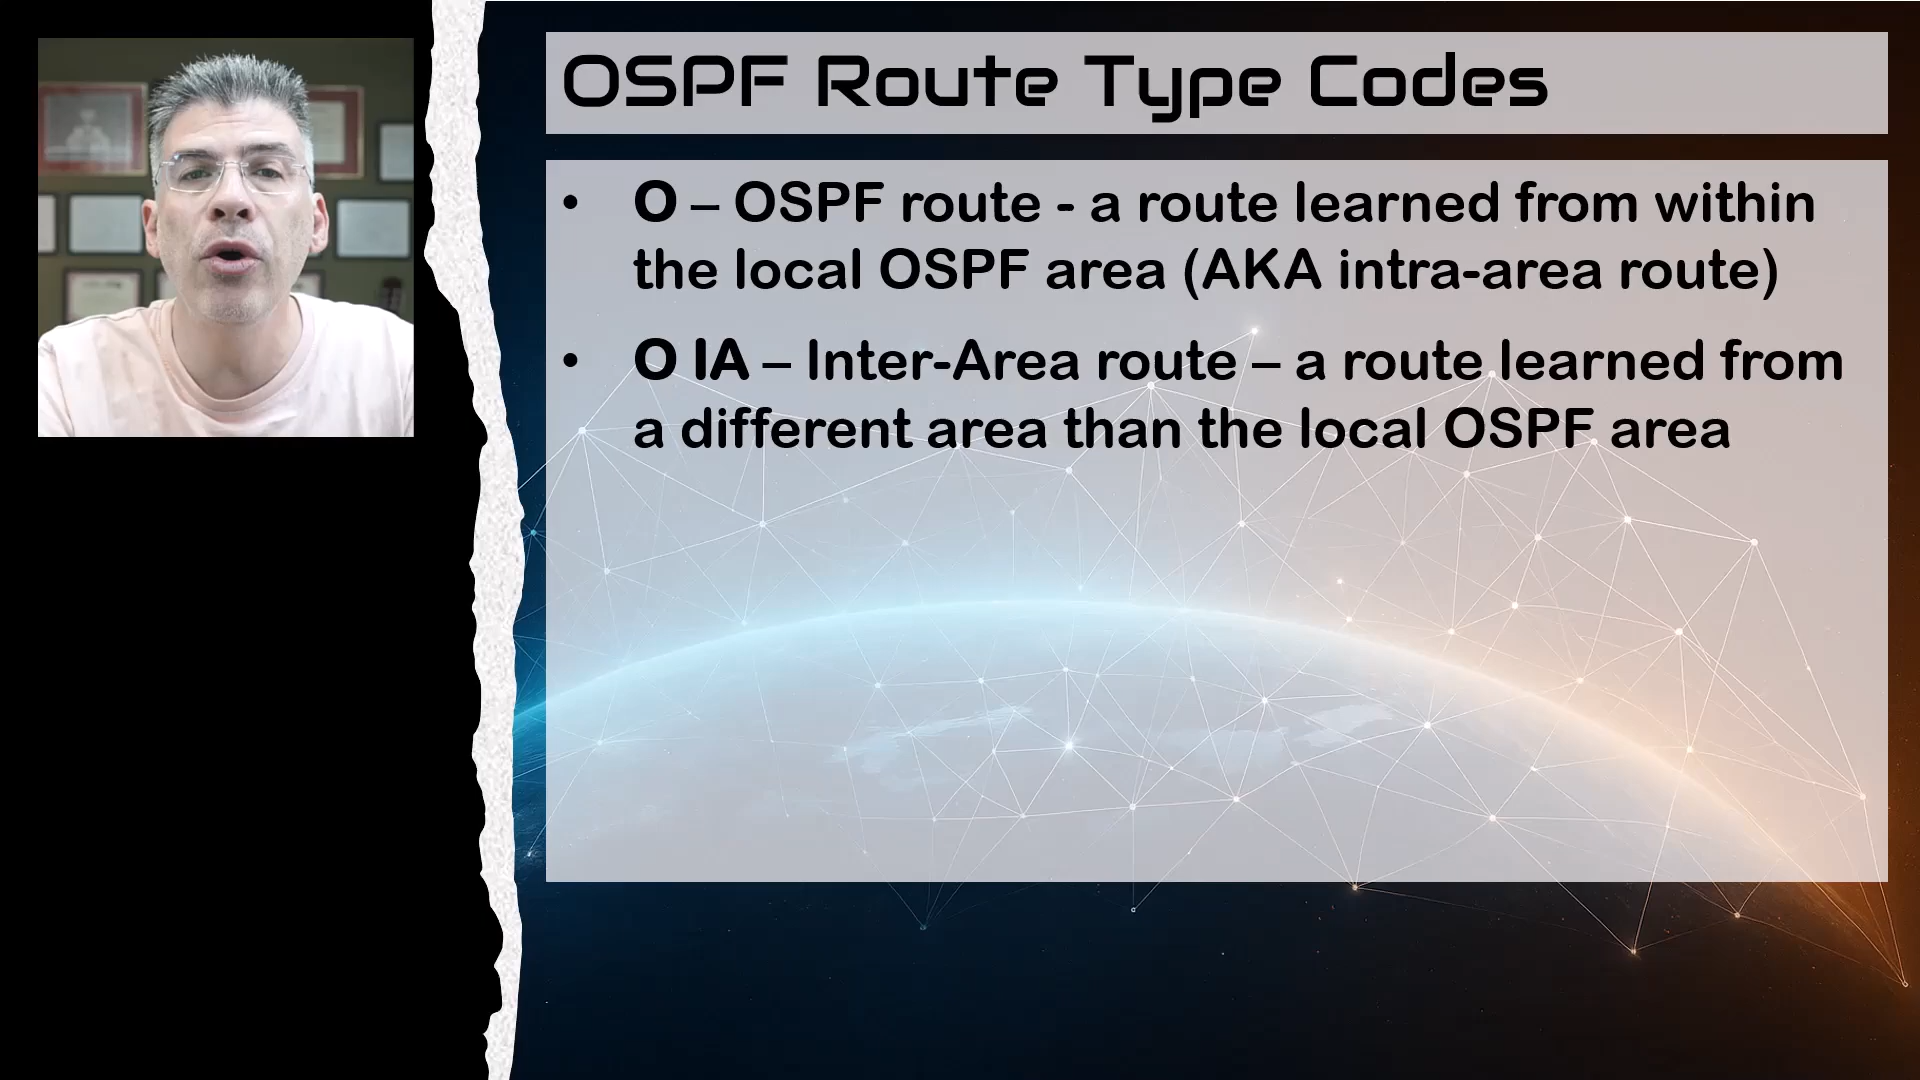 OSPF Route Type Codes
• O – OSPF route - a route learned from within
the local OSPF area (AKA intra-area route)
• O IA – Inter-Area route – a route learned from
a different area than the local OSPF area